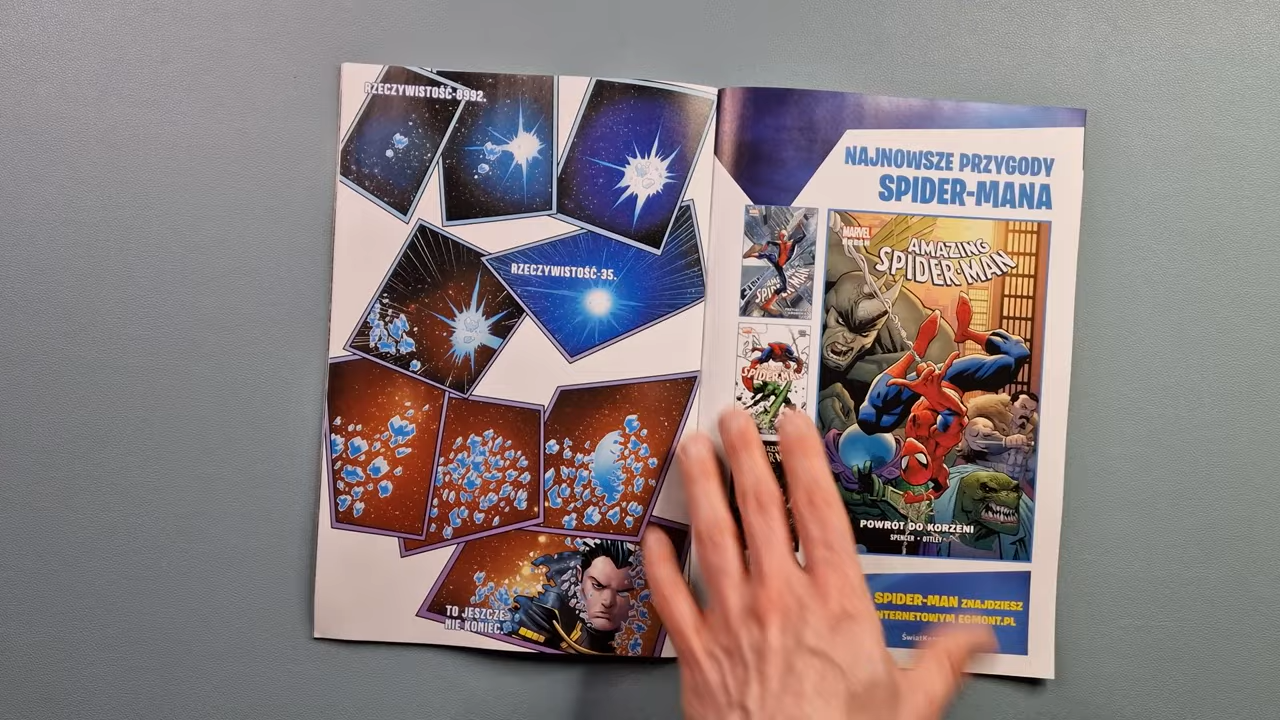 RZECZYWISTOŚĆ-8992.
RZECZYWISTOŚĆ-35.
TO JESZCZE
NIE KONIEC.
NAJNOWSZE PRZYGODY
SPIDER-MANA
MARVEL
FRESH
AMAZING
SPIDER-MAN
POWRÓT DO KORZENI
SPENCER • OTTLEY
SPIDER-MAN ZNAJDZIESZ
INTERNETOWYM EGMONT.PL